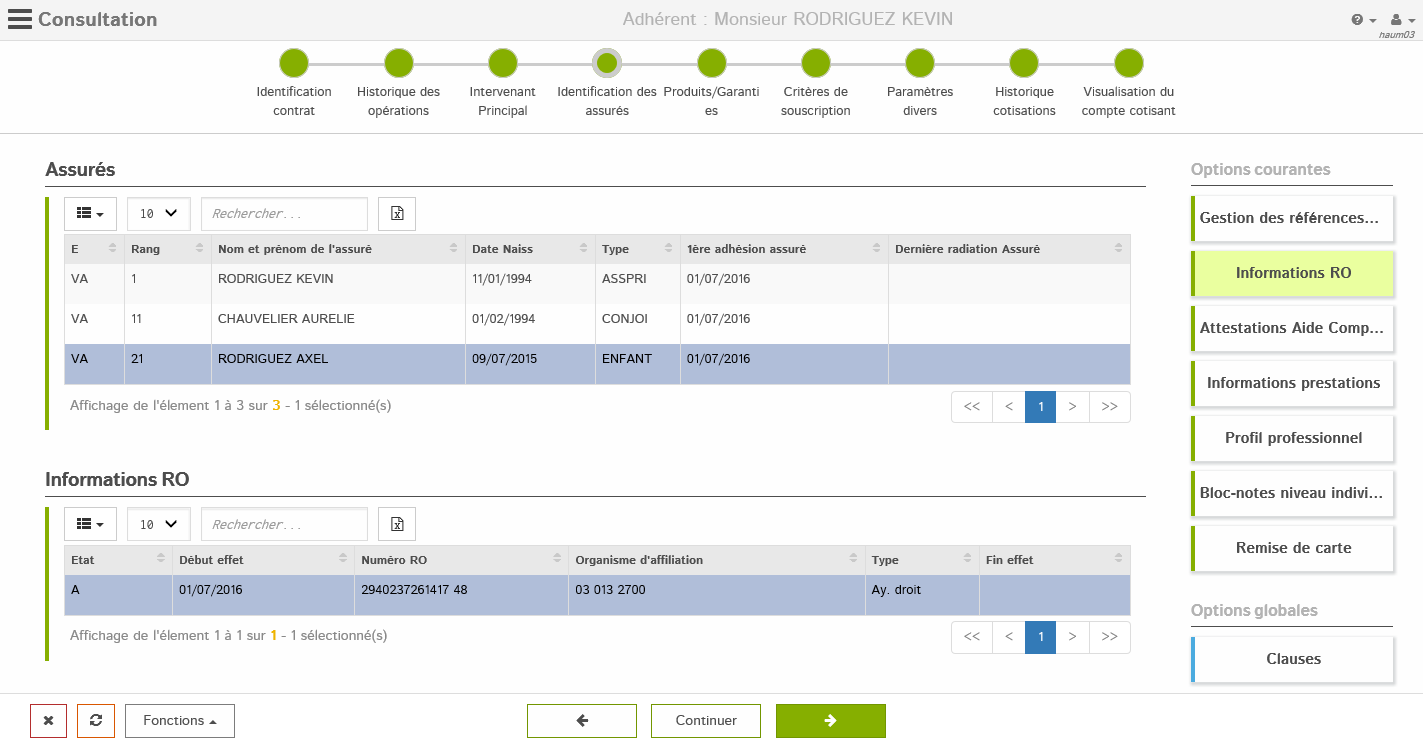 Consultation
Adhérent : Monsieur RODRIGUEZ KEVIN
haum03
Identification contrat
Historique des opérations
Intervenant Principal
Identification des assurés
Produits/Garanti es
Critères de souscription
Paramètres divers
Historique cotisations
Visualisation du compte cotisant
Assurés
10 Rechercher...
E Rang Nom et prénom de l'assuré Date Naiss Type 1ère adhésion assuré Dernière radiation Assuré
VA 1 RODRIGUEZ KEVIN 11/01/1994 ASSPRI 01/07/2016
VA 11 CHAUVELIER AURELIE 01/02/1994 CONJOI 01/07/2016
VA 21 RODRIGUEZ AXEL 09/07/2015 ENFANT 01/07/2016
Affichage de l'élement 1 à 3 sur 3 - 1 sélectionné(s)
<< < 1 > >>
Informations RO
10 Rechercher...
Etat Début effet Numéro RO Organisme d'affiliation Type Fin effet
A 01/07/2016 2940237261417 48 03 013 2700 Ay. droit
Affichage de l'élement 1 à 1 sur 1 - 1 sélectionné(s)
<< < 1 > >>
Options courantes
Gestion des références...
Informations RO
Attestations Aide Comp...
Informations prestations
Profil professionnel
Bloc-notes niveau indivi...
Remise de carte
Options globales
Clauses
Fonctions
Continuer